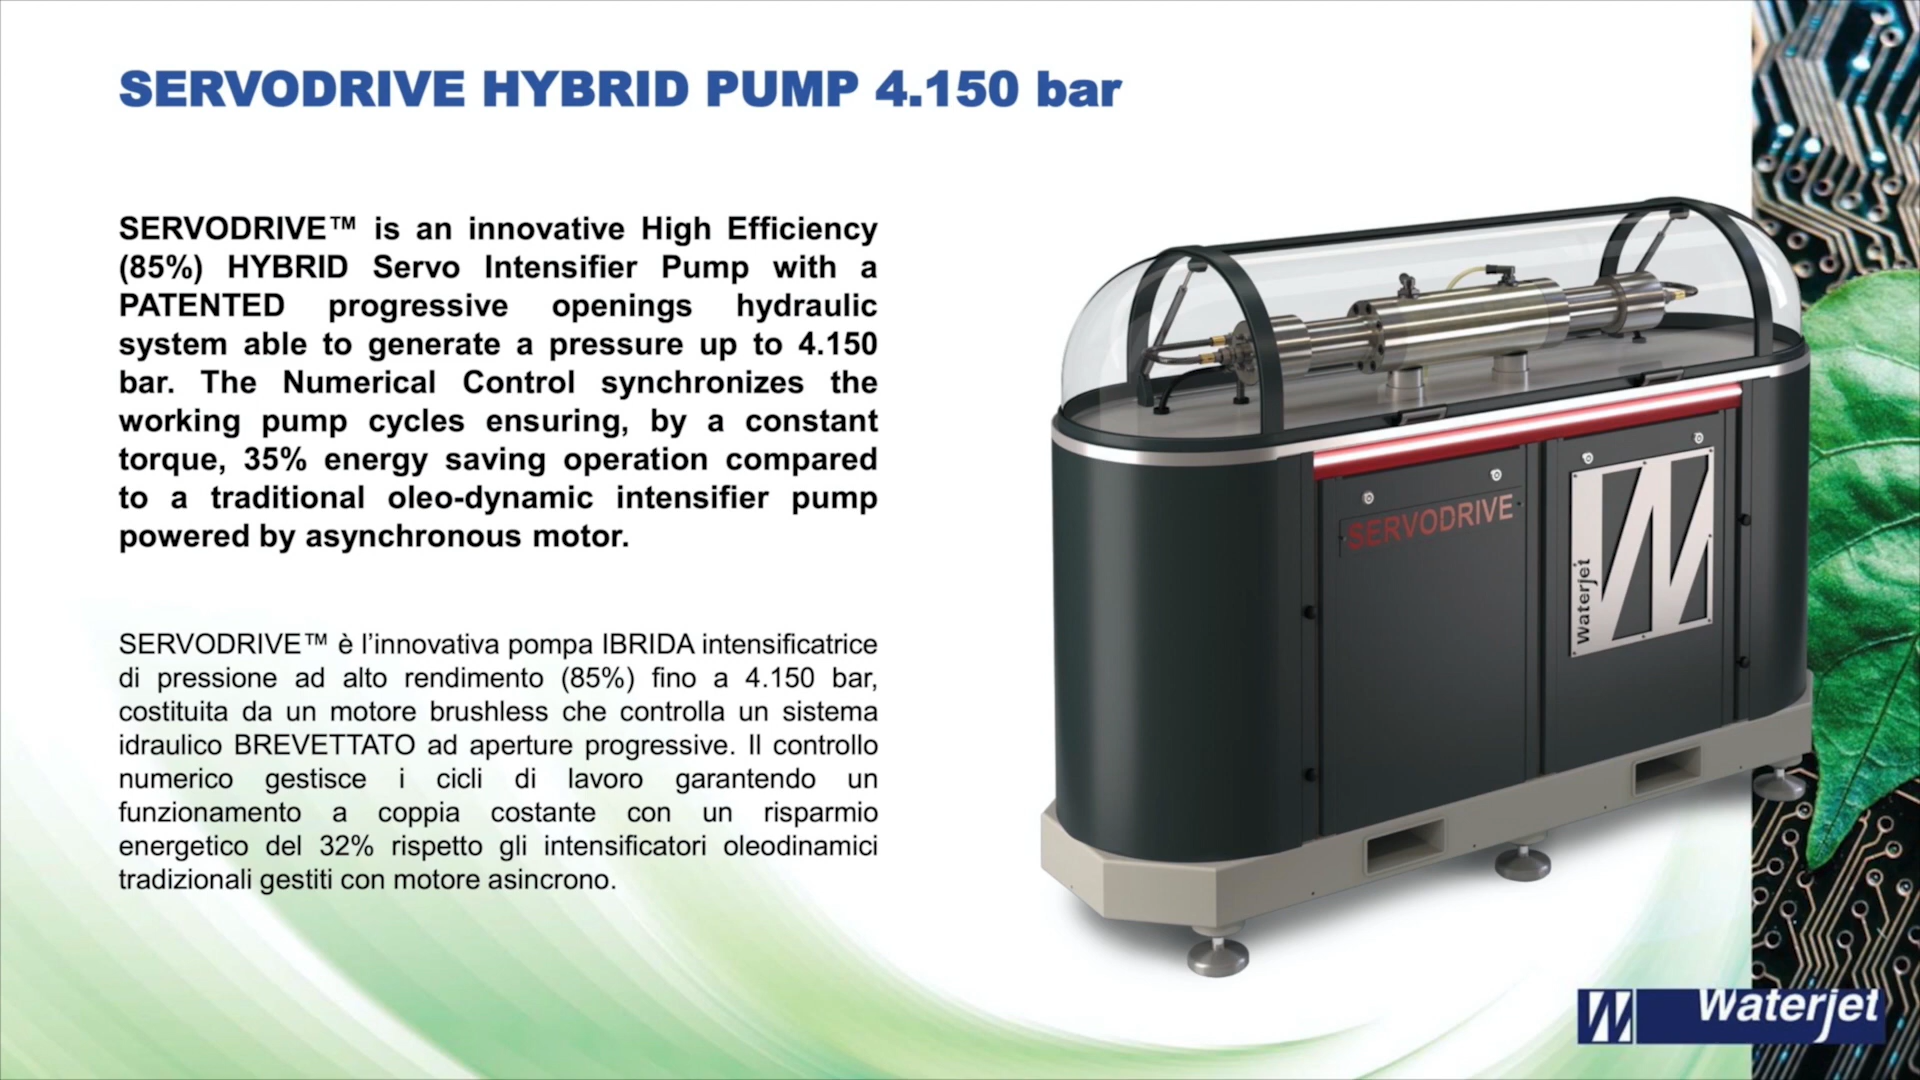 SERVODRIVE HYBRID PUMP 4.150 bar
SERVODRIVE™ is an innovative High Efficiency
(85%) HYBRID Servo Intensifier Pump with a
PATENTED progressive openings hydraulic
system able to generate a pressure up to 4.150
bar. The Numerical Control synchronizes the
working pump cycles ensuring, by a constant
torque, 35% energy saving operation compared
to a traditional oleo-dynamic intensifier pump
powered by asynchronous motor.
SERVODRIVE™ è l’innovativa pompa IBRIDA intensificatrice
di pressione ad alto rendimento (85%) fino a 4.150 bar,
costituita da un motore brushless che controlla un sistema
idraulico BREVETTATO ad aperture progressive. Il controllo
numerico gestisce i cicli di lavoro garantendo un
funzionamento a coppia costante con un risparmio
energetico del 32% rispetto gli intensificatori oleodinamici
tradizionali gestiti con motore asincrono.
SERVODRIVE
Waterjet
Waterjet